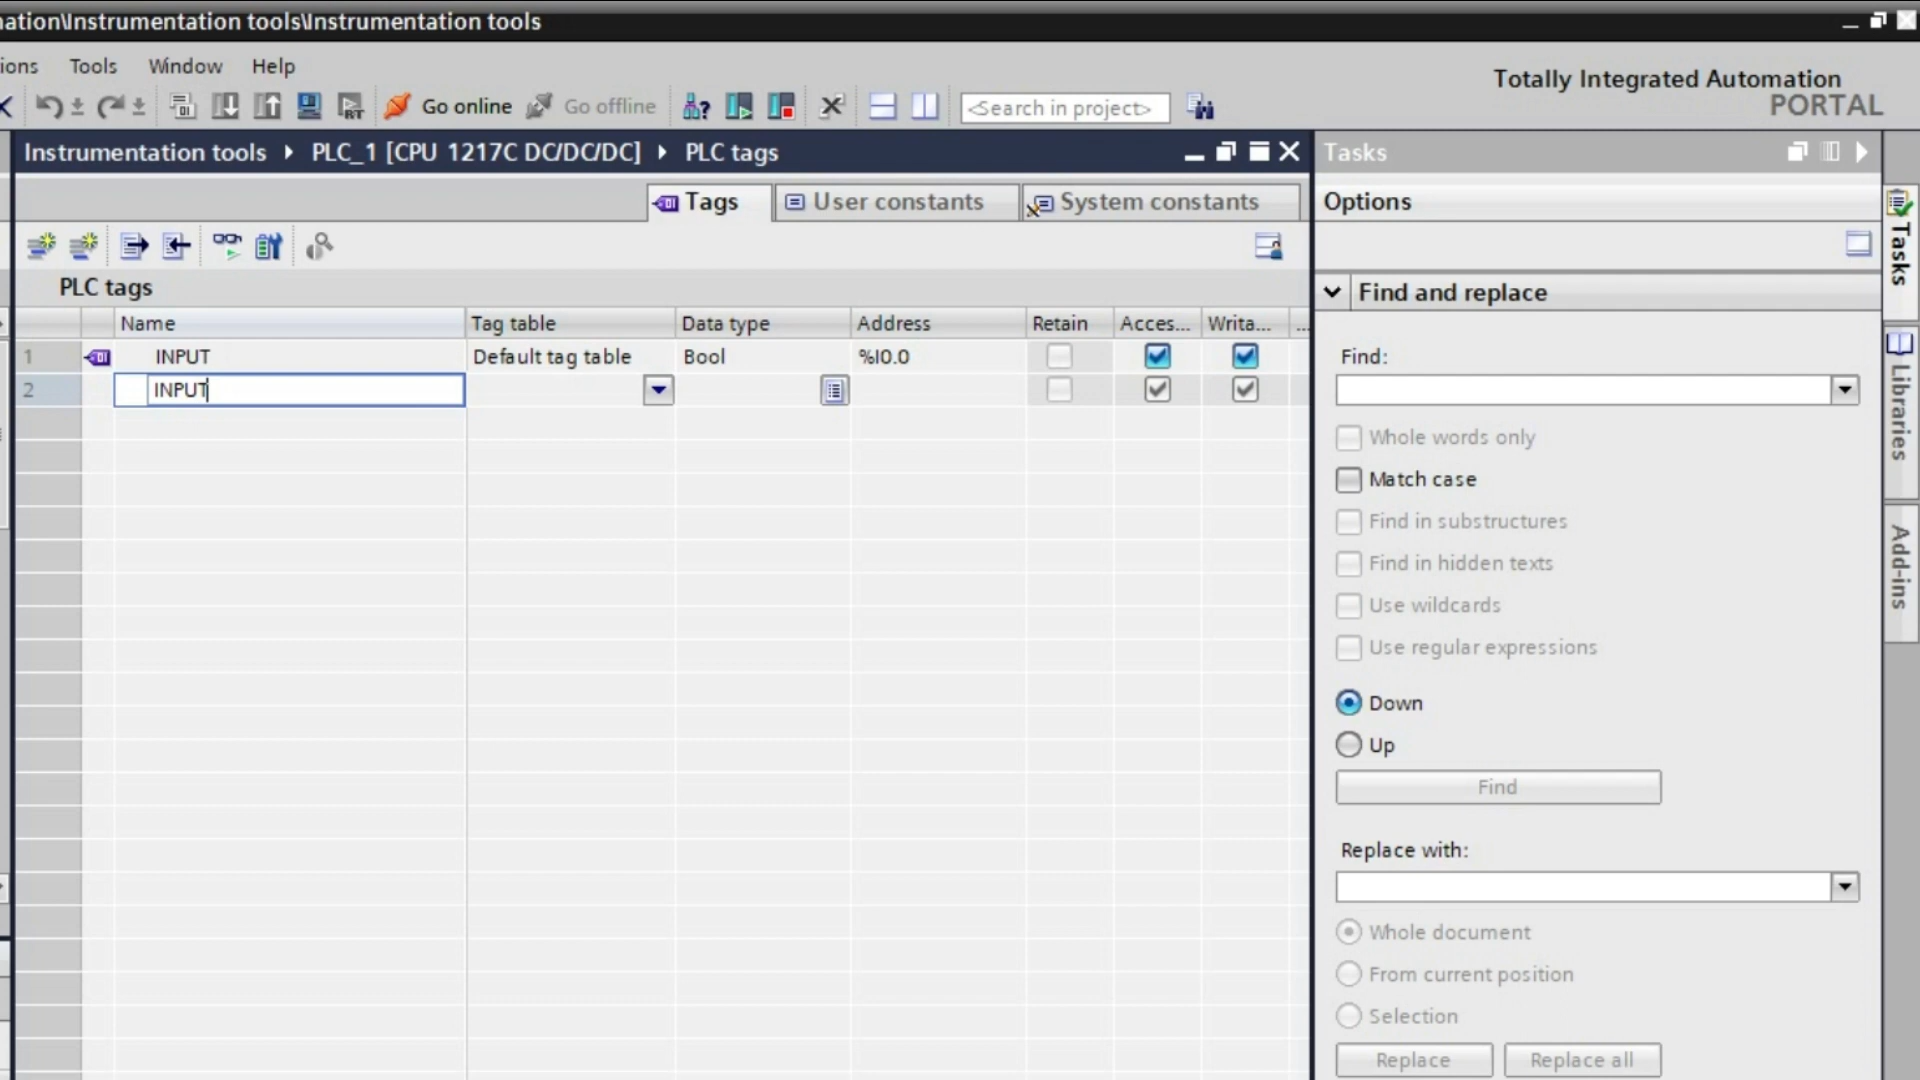 nation\Instrumentation tools\Instrumentation tools
ions Tools Window Help
Totally Integrated Automation
PORTAL
Go online Go offline <Search in project>
Instrumentation tools PLC_1 [CPU 1217C DC/DC/DC] PLC tags
Tags User constants System constants
PLC tags
Name Tag table Data type Address Retain Acces... Writa... ...
1 INPUT Default tag table Bool %I0.0
2 INPUT
Tasks
Options
Find and replace
Find:
Whole words only
Match case
Find in substructures
Find in hidden texts
Use wildcards
Use regular expressions
Down
Up
Find
Replace with:
Whole document
From current position
Selection
Replace Replace all
Tasks
Libraries
Add-ins